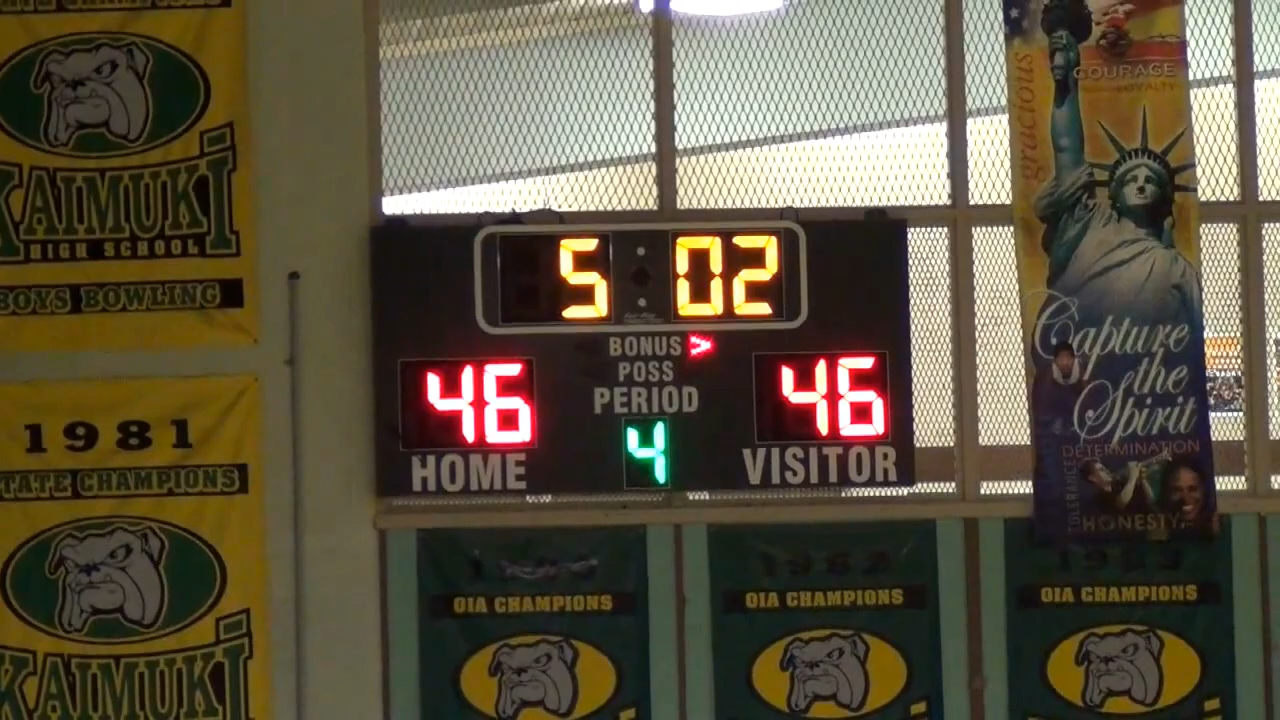 KAIMUKI
HIGH SCHOOL
BOYS BOWLING
1981
STATE CHAMPIONS
KAIMUKI
5 02
BONUS >
POSS
PERIOD
46 4 46
HOME VISITOR
gracious
COURAGE
LOYALTY
Capture
the
Spirit
DETERMINATION
TOLERANCE
HONESTY
OIA CHAMPIONS
1982
OIA CHAMPIONS
OIA CHAMPIONS